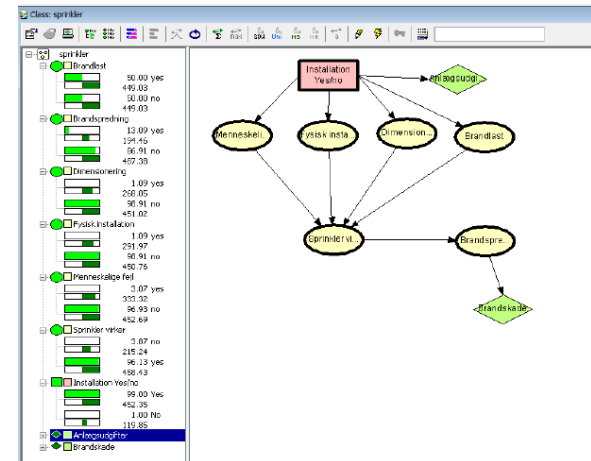 Class: sprinkler
sprinkler
Brandlast
50.00 yes
449.03
50.00 no
449.03
Brandspredning
13.09 yes
194.45
86.91 no
487.38
Dimensionering
1.09 yes
268.05
98.91 no
451.02
Fysisk installation
1.09 yes
291.97
98.91 no
450.76
Menneskelige fejl
3.07 yes
333.32
96.93 no
452.69
Sprinkler virker
3.87 no
215.24
96.13 yes
458.43
Installation Yes/no
99.00 Yes
452.35
1.00 No
119.85
Anlægsudgifter
Brandskade
Installation
Yes/no
Anlægsudgi...
Menneskeli...
Fysisk insta...
Dimension...
Brandlast
Sprinkler vi...
Brandspre...
Brandskade